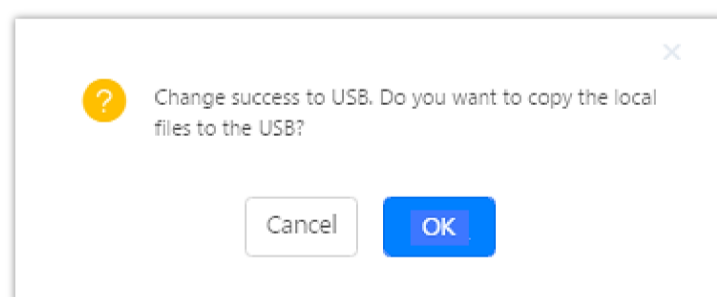 Change success to USB. Do you want to copy the local
files to the USB?
Cancel
OK